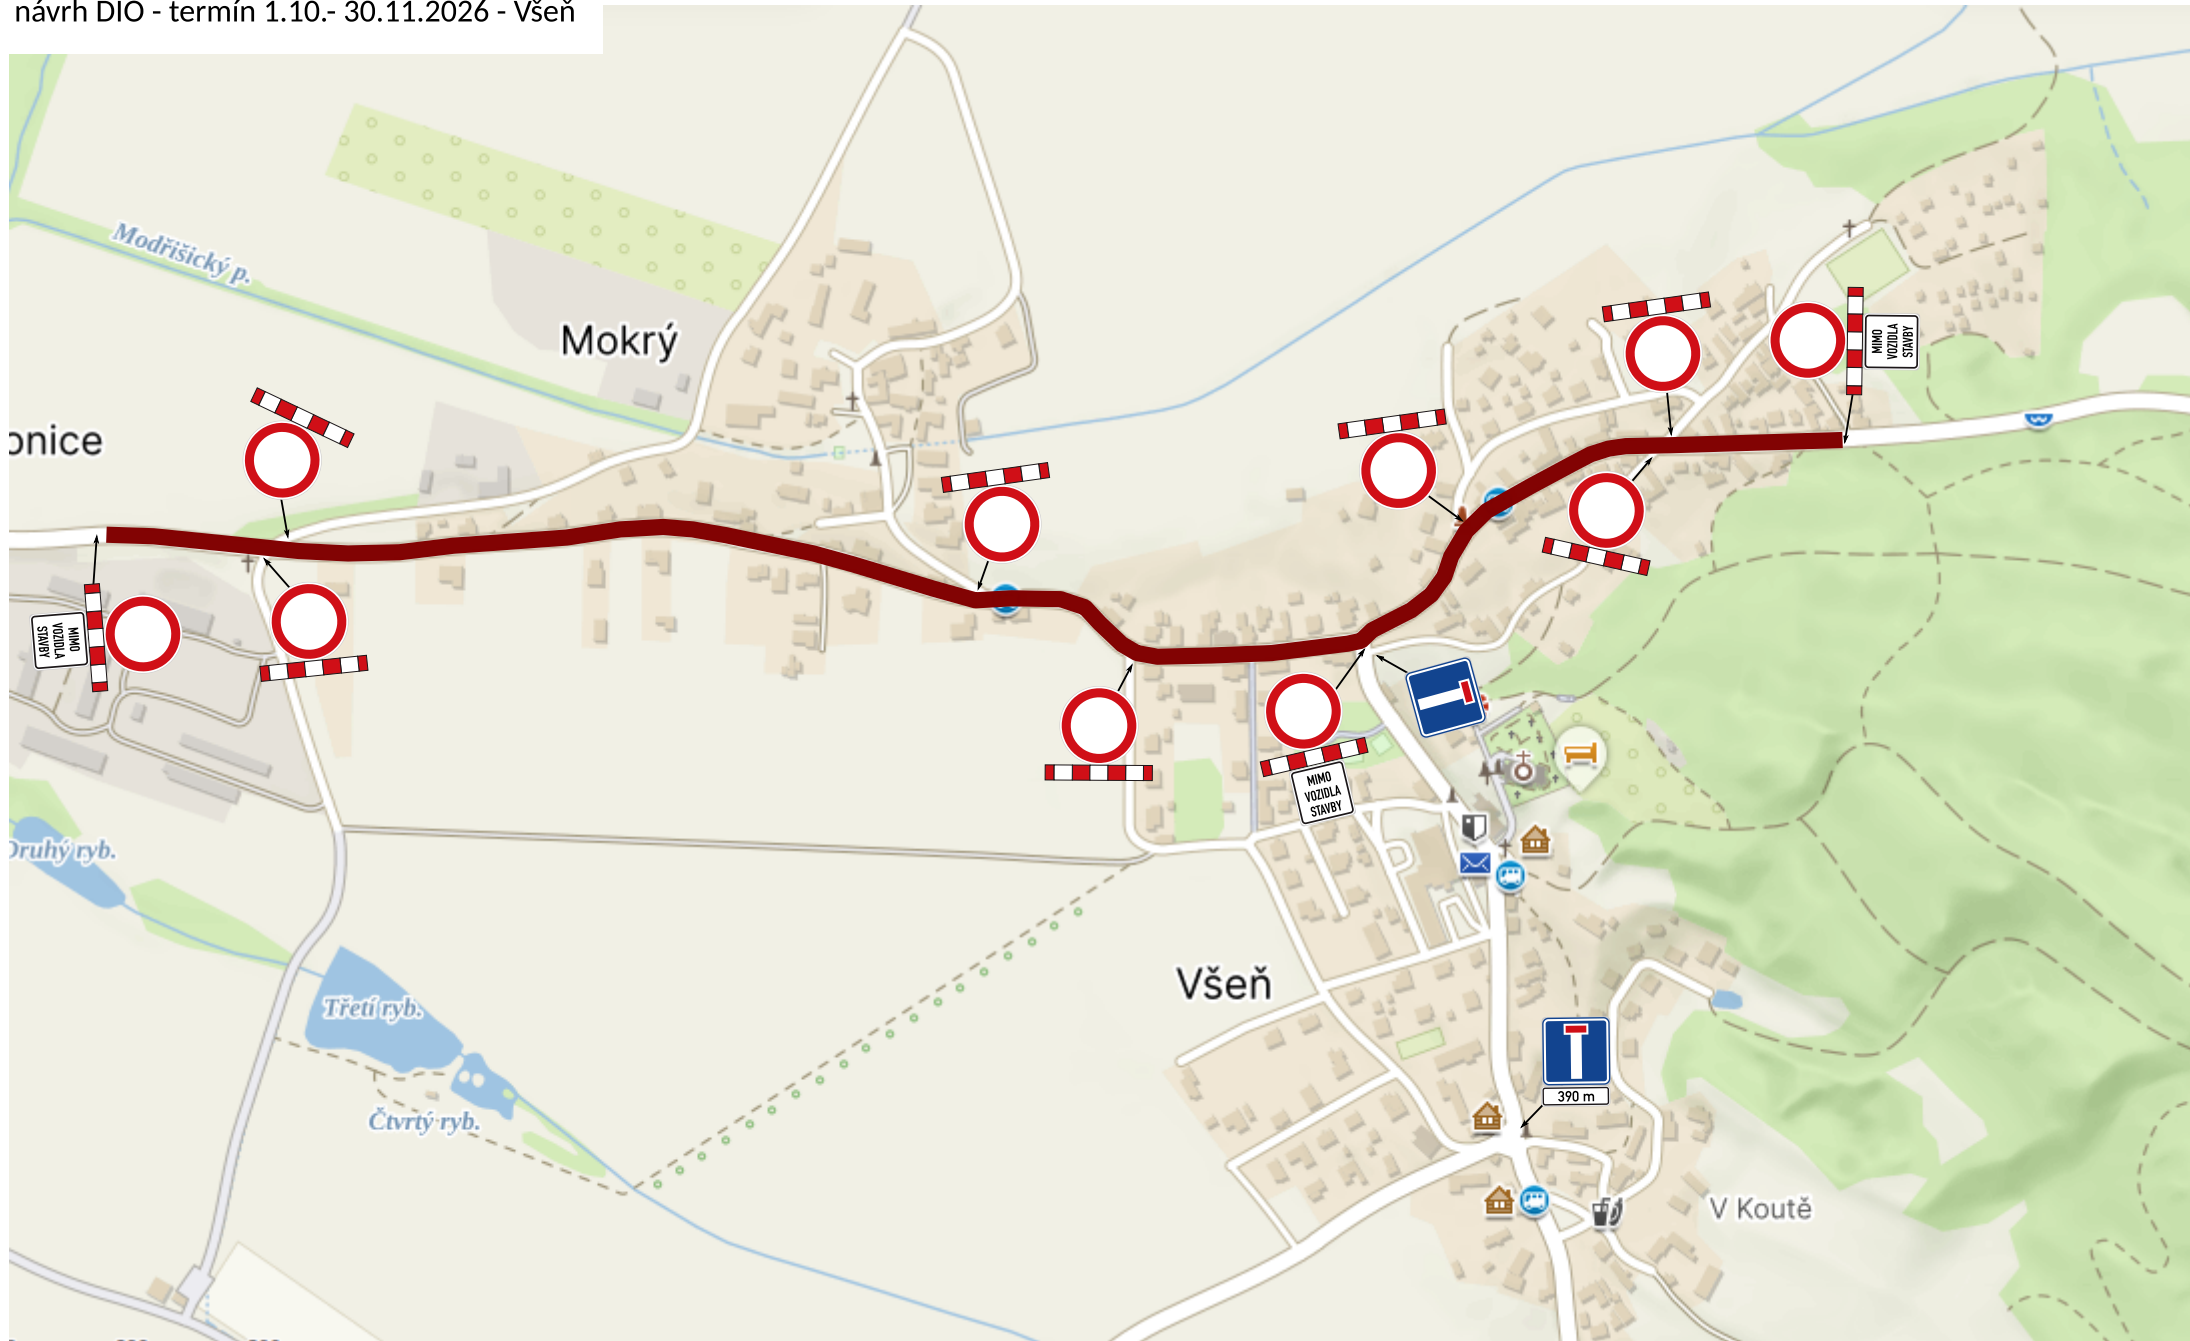 návrh DIO - termín 1.10.- 30.11.2026 - Všeň
Modřišický p.
Mokrý
onice
MIMO
VOZIDLA
STAVBY
MIMO
VOZIDLA
STAVBY
MIMO
VOZIDLA
STAVBY
Druhý ryb.
Třetí ryb.
Čtvrtý ryb.
Všeň
390 m
V Koutě